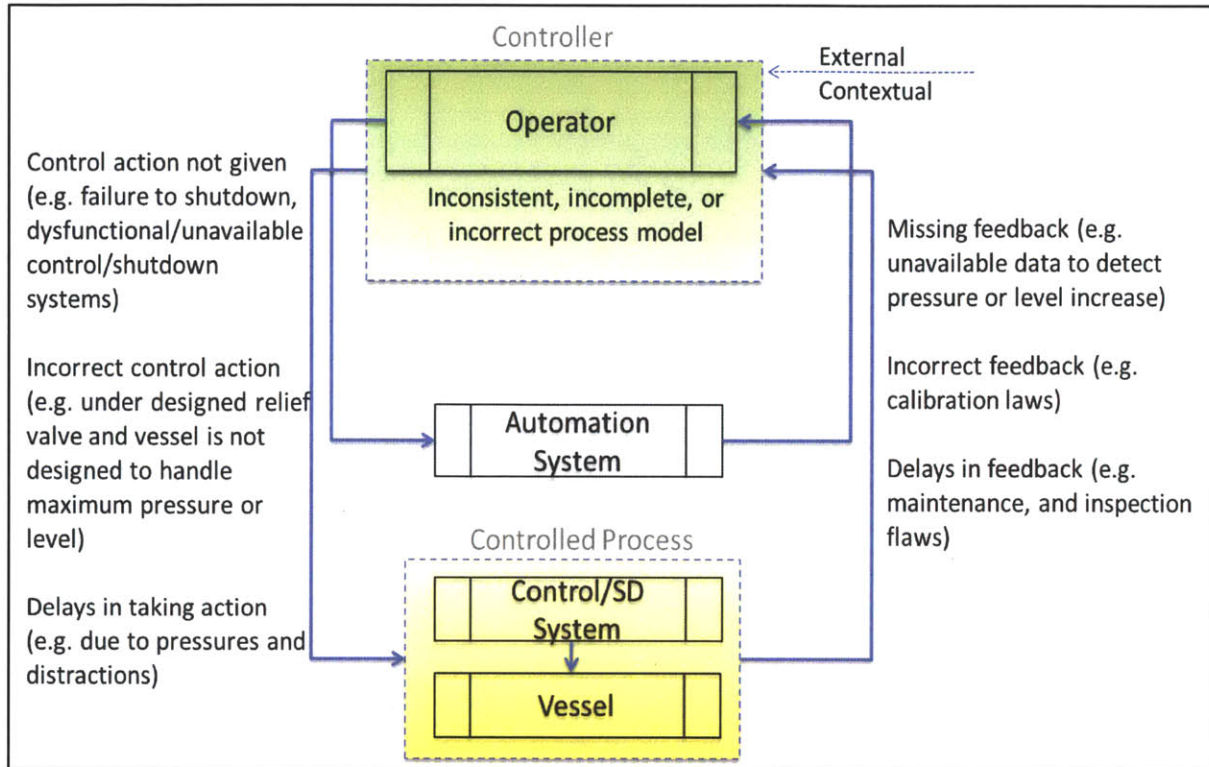 Controller
External
Contextual
Operator
Inconsistent, incomplete, or
incorrect process model
Control action not given
(e.g. failure to shutdown,
dysfunctional/unavailable
control/shutdown
systems)
Incorrect control action
(e.g. under designed relief
valve and vessel is not
designed to handle
maximum pressure or
level)
Delays in taking action
(e.g. due to pressures and
distractions)
Automation
System
Controlled Process
Control/SD
System
Vessel
Missing feedback (e.g.
unavailable data to detect
pressure or level increase)
Incorrect feedback (e.g.
calibration laws)
Delays in feedback (e.g.
maintenance, and inspection
flaws)